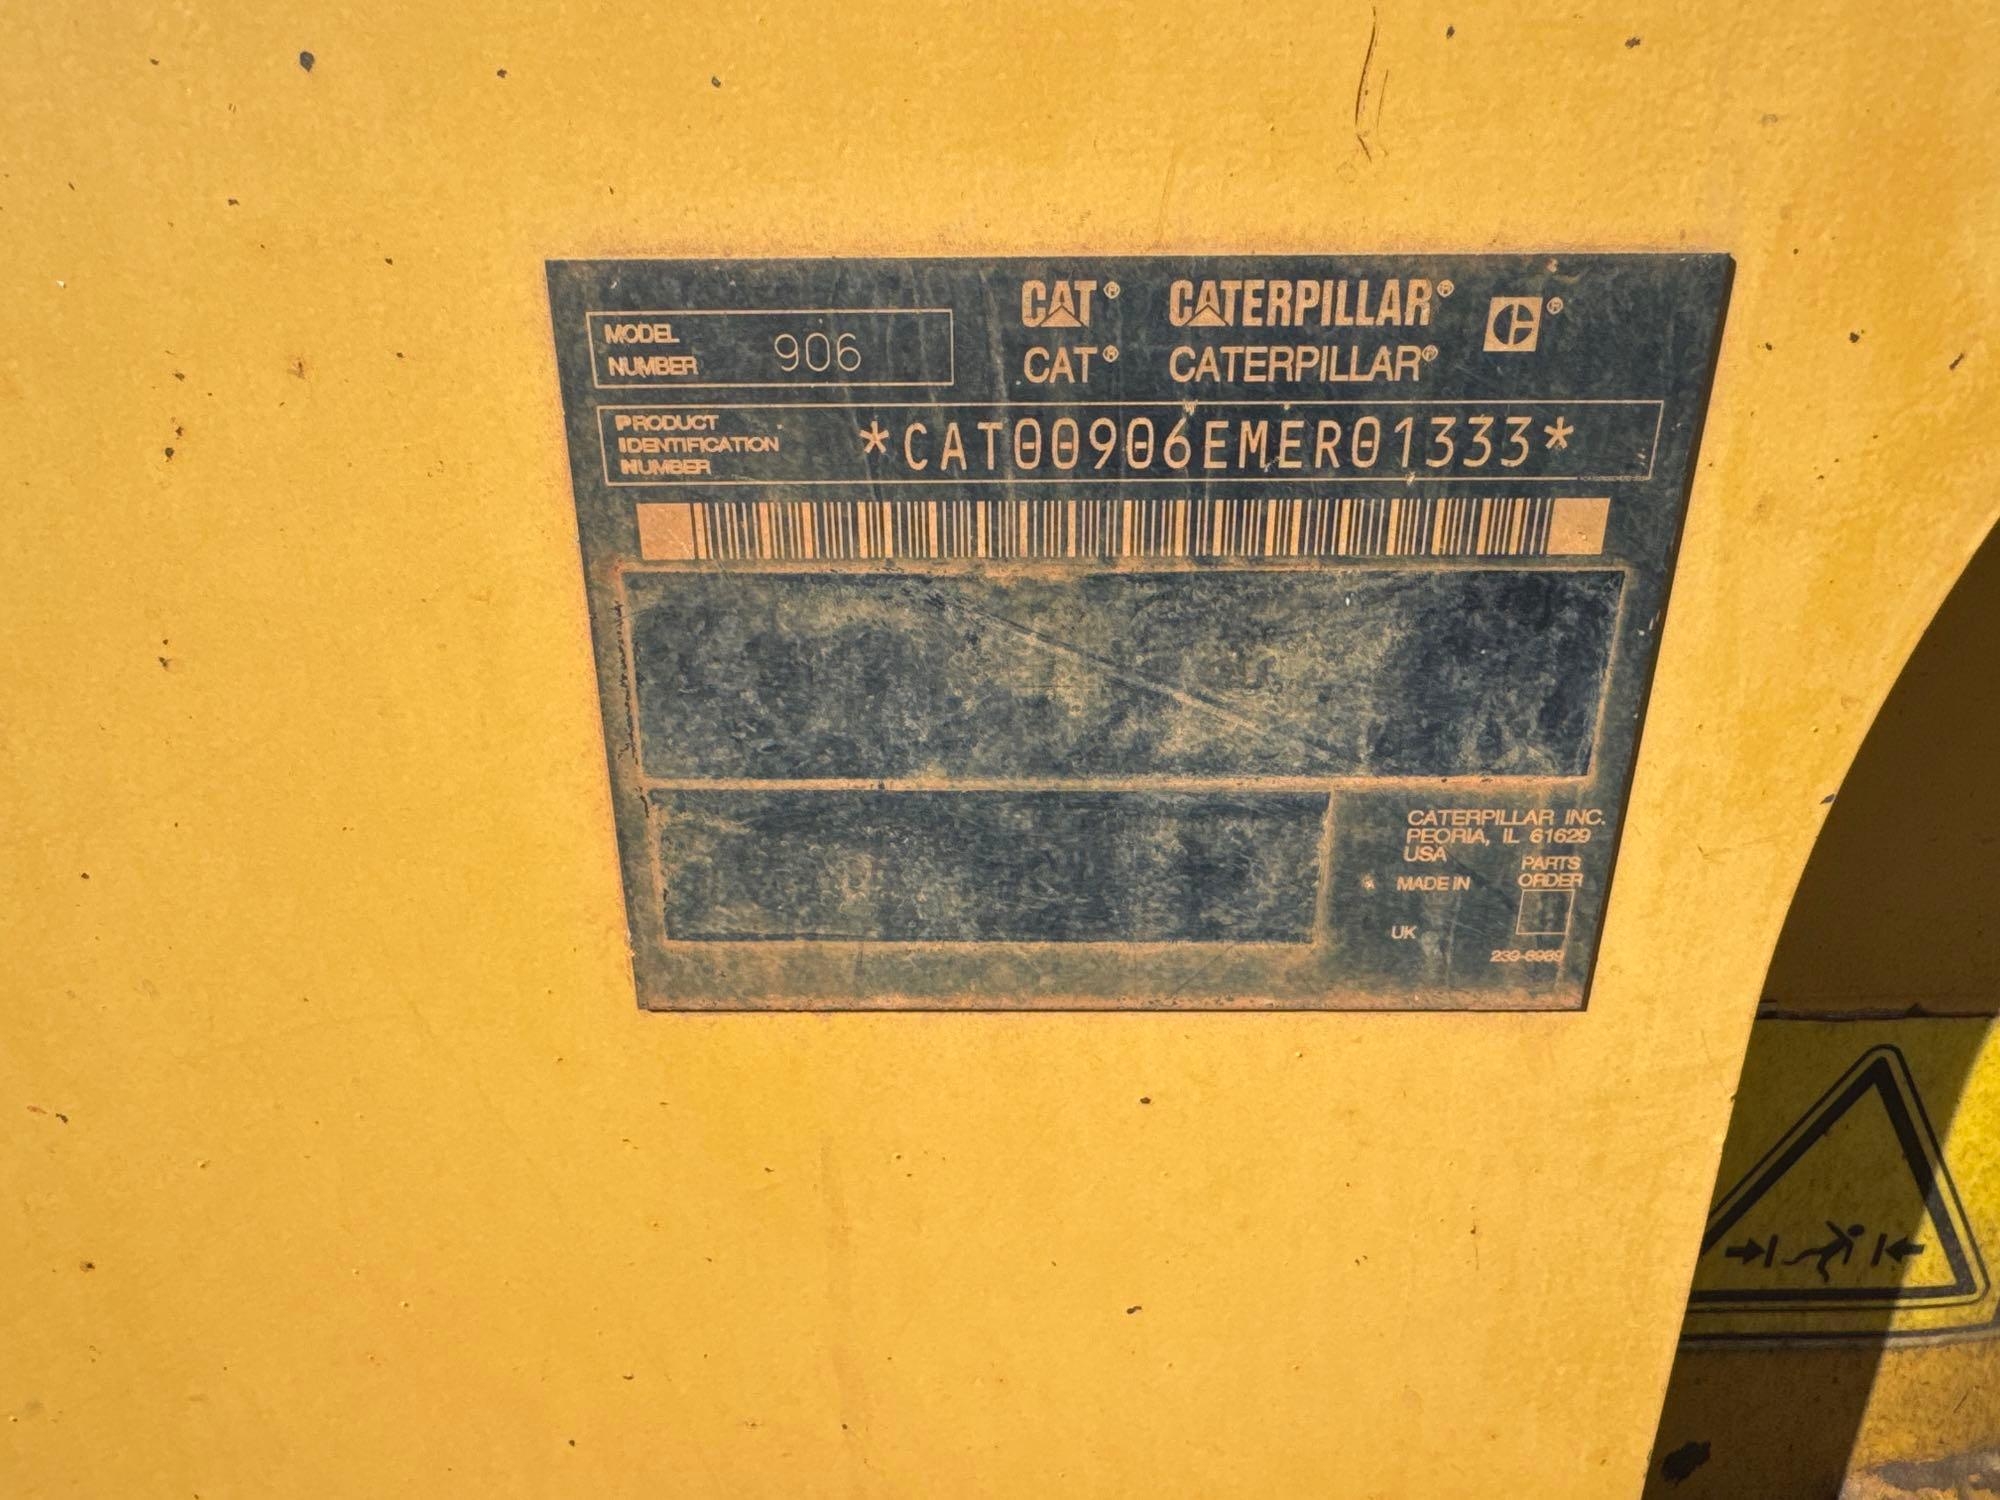 MODEL
NUMBER
906
CAT® CATERPILLAR®
CAT® CATERPILLAR®
PRODUCT
IDENTIFICATION
NUMBER
*CAT00906EMER01333*
CATERPILLAR INC.
PEORIA, IL 61629
USA
MADE IN
UK
PARTS
ORDER